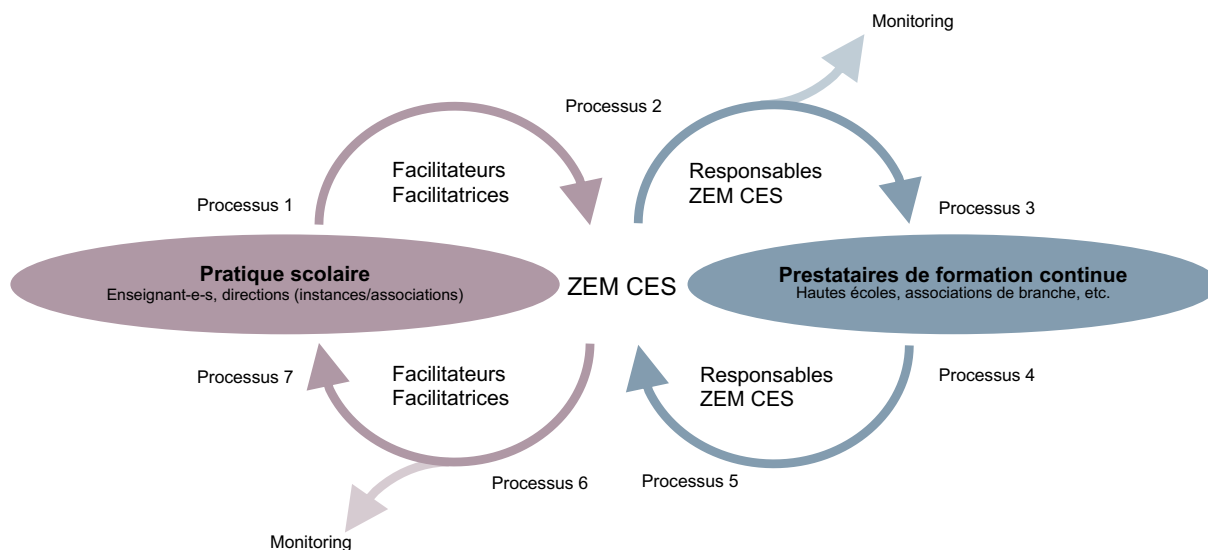 Monitoring
Processus 2
Facilitateurs
Facilitatrices
Responsables
ZEM CES
Processus 1
Processus 3
Pratique scolaire
Enseignant-e-s, directions (instances/associations)
ZEM CES
Prestataires de formation continue
Hautes écoles, associations de branche, etc.
Processus 7
Facilitateurs
Facilitatrices
Responsables
ZEM CES
Processus 4
Processus 6
Processus 5
Monitoring